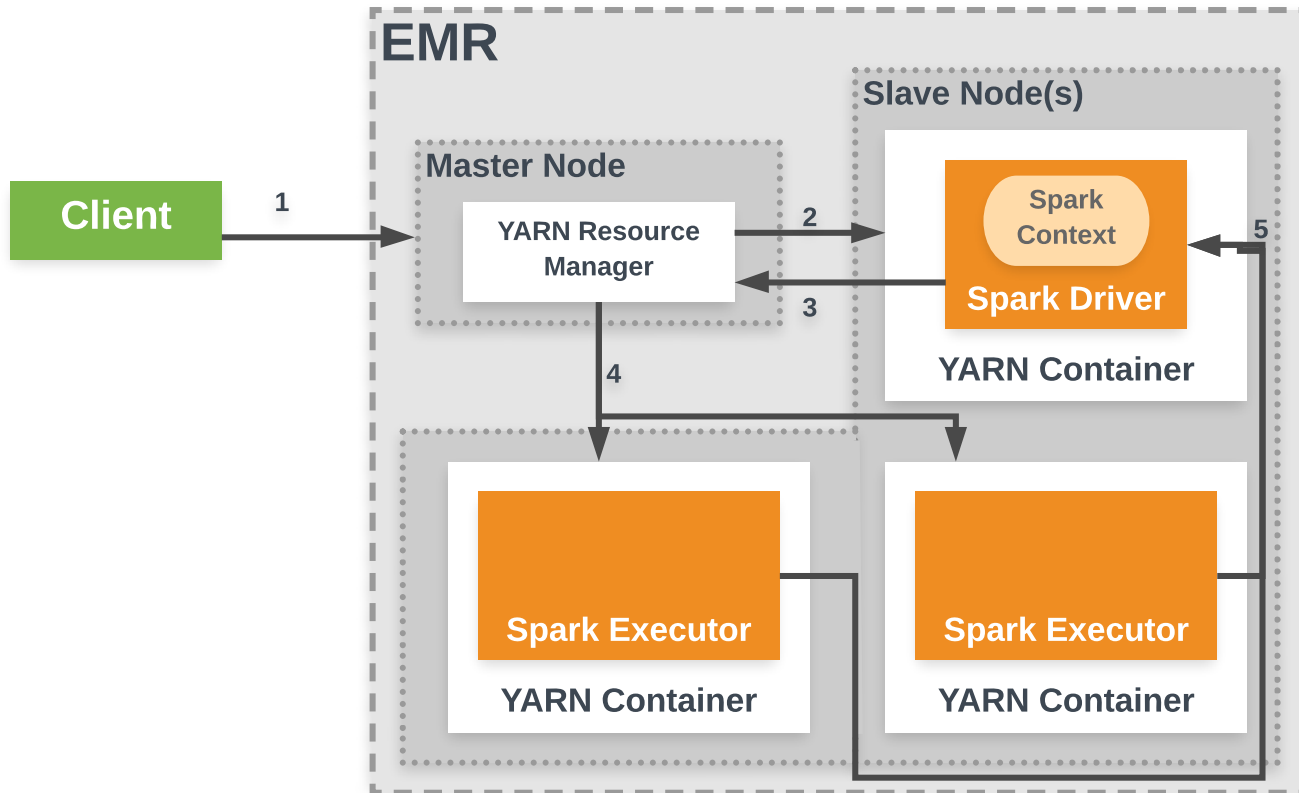 EMR
Slave Node(s)
Master Node
Client
1
YARN Resource
Manager
2
3
Spark
Context
Spark Driver
5
YARN Container
4
Spark Executor
YARN Container
Spark Executor
YARN Container